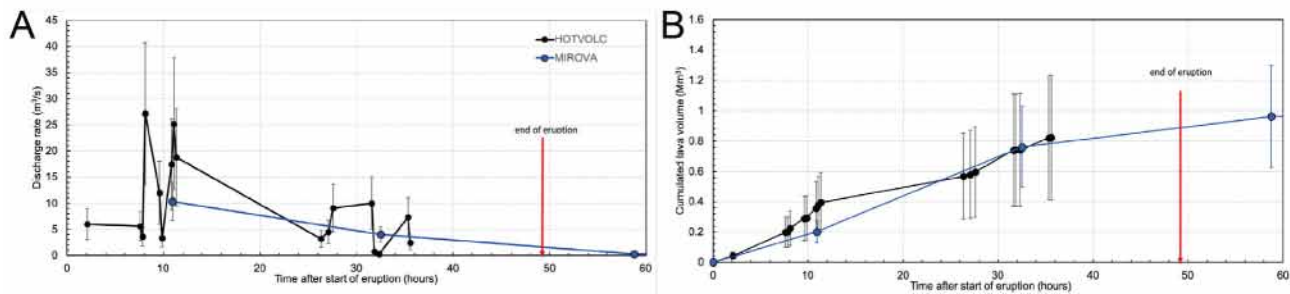 A
Discharge rate (m³/s)
45
40
35
30
25
20
15
10
5
0
HOTVOLC
MIROVA
end of eruption
0 10 20 30 40 50 60
Time after start of eruption (hours)
B
Cumulated lava volume (Mm³)
1.6
1.4
1.2
1
0.8
0.6
0.4
0.2
0
end of eruption
0 10 20 30 40 50 60
Time after start of eruption (hours)